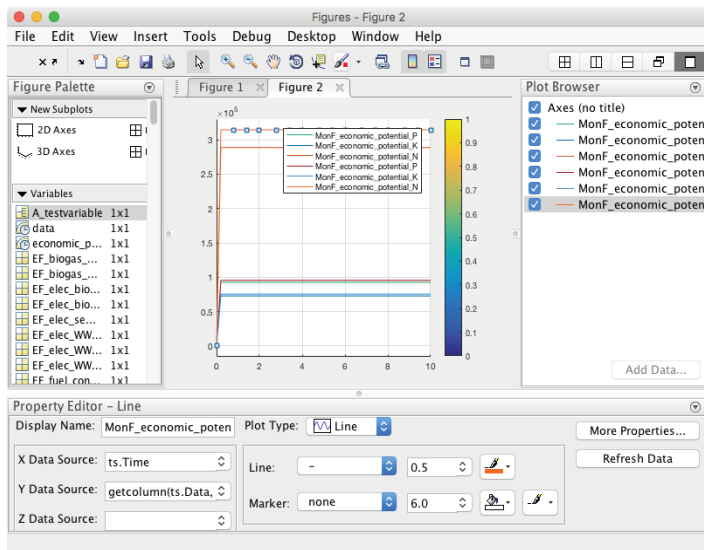 Figures - Figure 2
File Edit View Insert Tools Debug Desktop Window Help
Figure Palette
Figure 1 Figure 2
Plot Browser
New Subplots
2D Axes
3D Axes
Variables
A_testvariable 1x1
data 1x1
economic_p... 1x1
EF_biogas_... 1x1
EF_biogas_... 1x1
EF_elec_bio... 1x1
EF_elec_bio... 1x1
EF_elec_se... 1x1
EF_elec_WW... 1x1
EF_elec_WW... 1x1
EF_elec_WW... 1x1
EF_fuel_con... 1x1
×10⁵
3
2.5
2
1.5
1
0.5
0
0 2 4 6 8 10
MonF_economic_potential_P
MonF_economic_potential_K
MonF_economic_potential_N
MonF_economic_potential_P
MonF_economic_potential_K
MonF_economic_potential_N
1
0.9
0.8
0.7
0.6
0.5
0.4
0.3
0.2
0.1
0
Axes (no title)
MonF_economic_poten
MonF_economic_poten
MonF_economic_poten
MonF_economic_poten
MonF_economic_poten
MonF_economic_poten
Add Data...
Property Editor - Line
Display Name: MonF_economic_poten Plot Type: Line
More Properties...
X Data Source: ts.Time
Line: - 0.5
Refresh Data
Y Data Source: getcolumn(ts.Data,
Marker: none 6.0
Z Data Source: